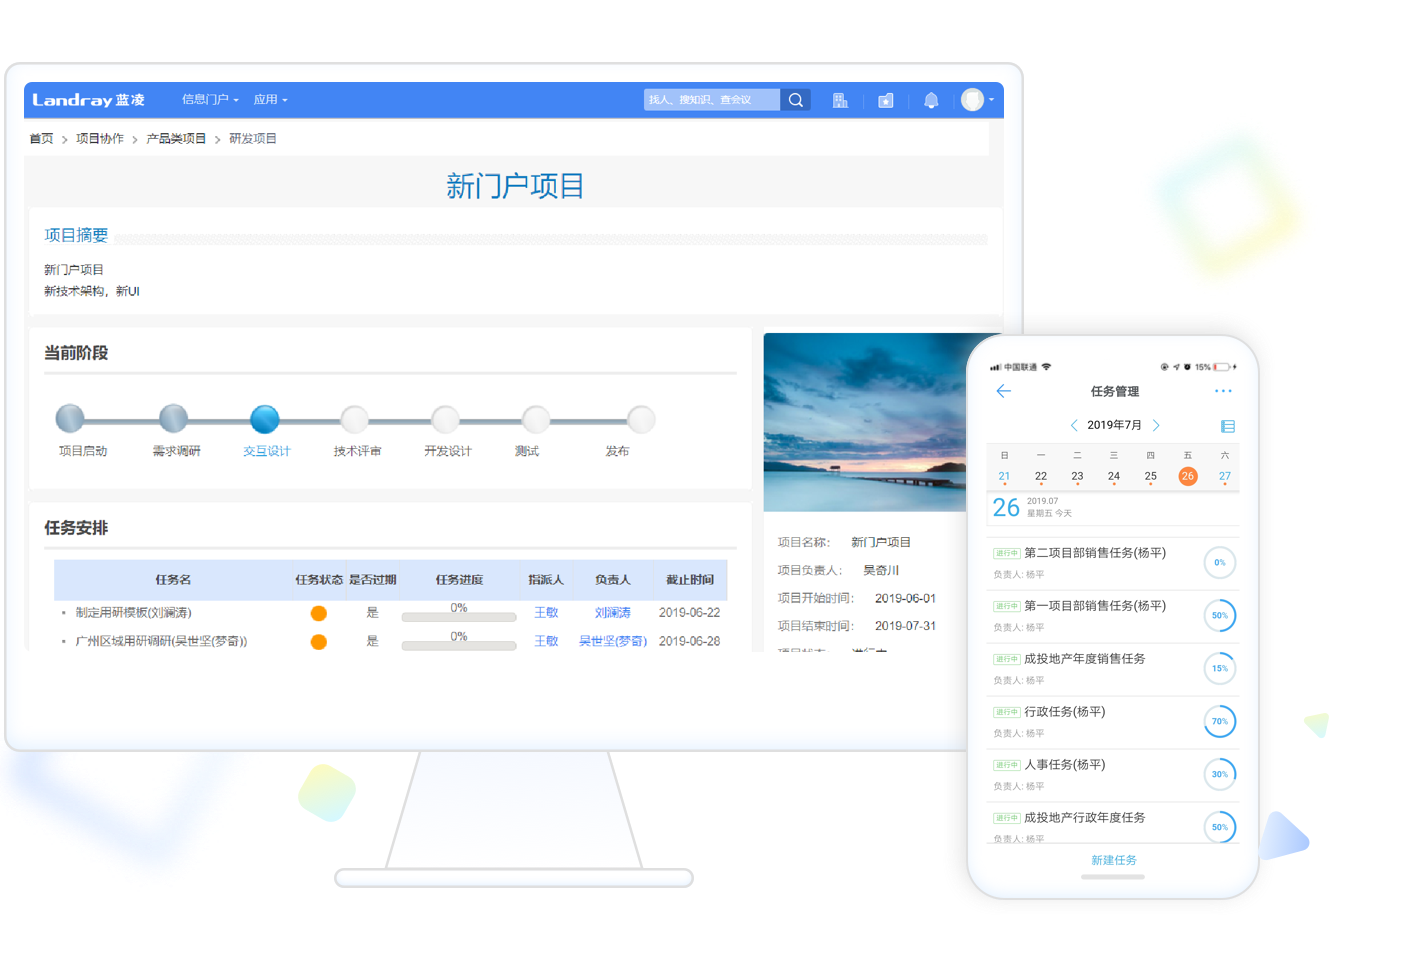 Landray 蓝凌 信息门户 应用 找人、搜知识、查会议
首页 > 项目协作 > 产品类项目 > 研发项目
新门户项目
项目摘要
新门户项目
新技术架构，新UI
当前阶段
项目启动 需求调研 交互设计 技术评审 开发设计 测试 发布
任务安排
任务名 任务状态 是否过期 任务进度 指派人 负责人 截止时间
制定用研模板(刘澜涛) 是 0% 王敏 刘澜涛 2019-06-22
广州区域用研调研(吴世坚(梦奇)) 是 0% 王敏 吴世坚(梦奇) 2019-06-28
项目名称： 新门户项目
项目负责人： 吴奇川
项目开始时间： 2019-06-01
项目结束时间： 2019-07-31
中国联通 15%
任务管理
2019年7月
日 一 二 三 四 五 六
21 22 23 24 25 26 27
26 2019.07
星期五 今天
进行中 第二项目部销售任务(杨平) 0%
负责人: 杨平
进行中 第一项目部销售任务(杨平) 50%
负责人: 杨平
进行中 成投地产年度销售任务 15%
负责人: 杨平
进行中 行政任务(杨平) 70%
负责人: 杨平
进行中 人事任务(杨平) 30%
负责人: 杨平
进行中 成投地产行政年度任务 50%
负责人: 杨平
新建任务